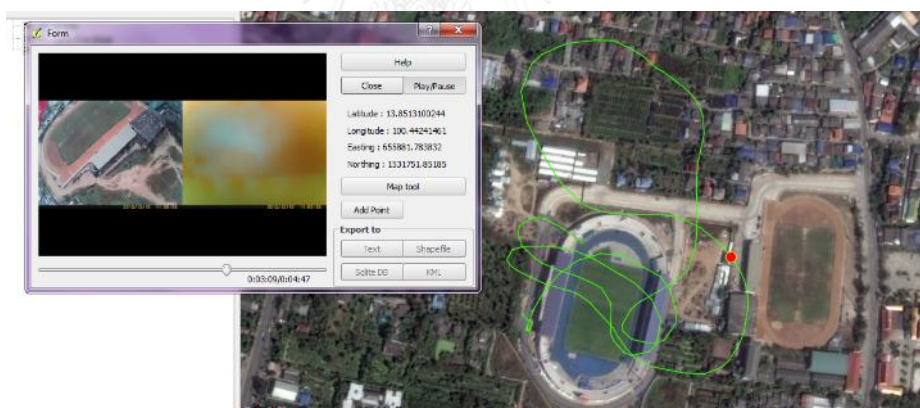 Form
Help
Close
Play/Pause
Latitude : 13.8513100244
Longitude : 100.44241461
Easting : 655881.783832
Northing : 1531751.85185
Map tool
Add Point
Export to
Text
Shapefile
Sqlite DB
KML
0:03:09/0:04:47